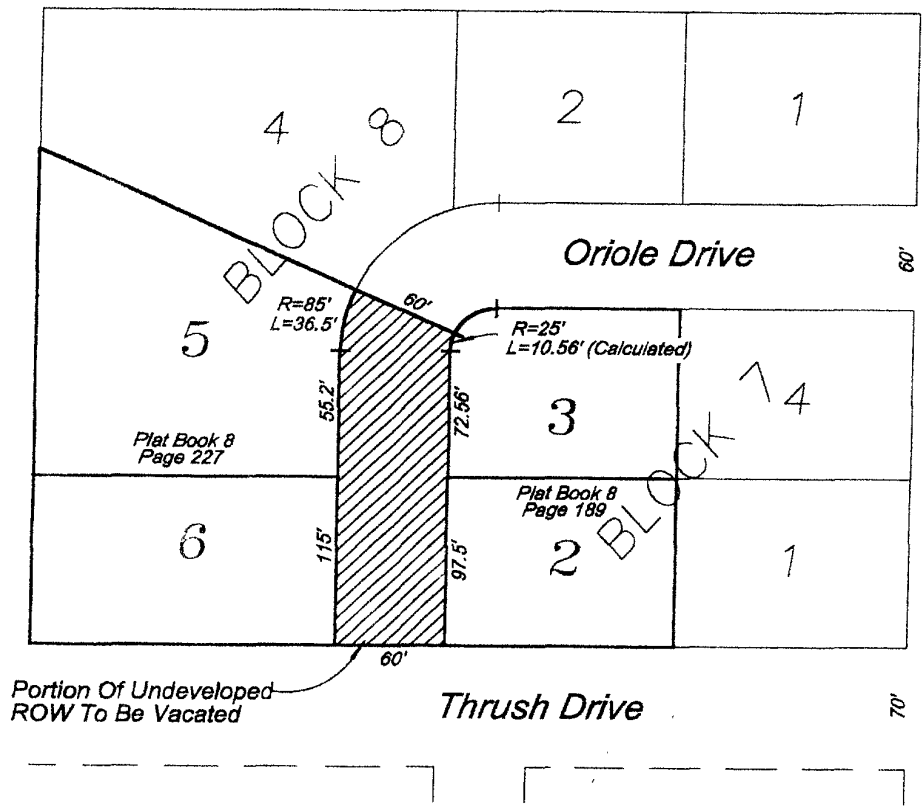 4
BLOCK 8
2
1
Oriole Drive
60'
R=85'
L=36.5'
60'
R=25'
L=10.56' (Calculated)
5
55.2'
72.56'
3
BLOCK 7
4
Plat Book 8
Page 227
Plat Book 8
Page 189
6
115'
97.5'
2
1
60'
Portion Of Undeveloped
ROW To Be Vacated
Thrush Drive
70'